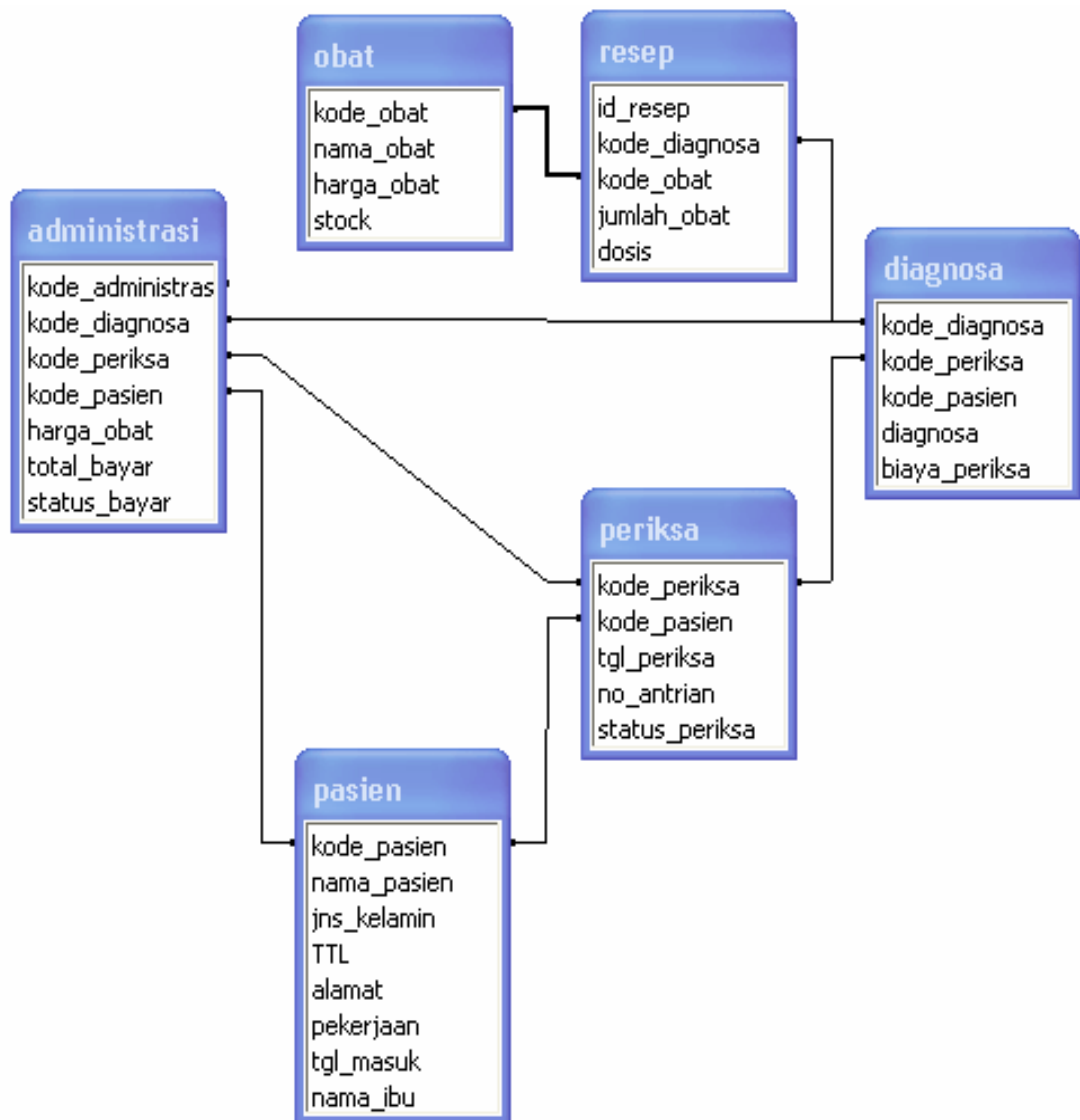 obat
kode_obat
nama_obat
harga_obat
stock
resep
id_resep
kode_diagnosa
kode_obat
jumlah_obat
dosis
administrasi
kode_administras
kode_diagnosa
kode_periksa
kode_pasien
harga_obat
total_bayar
status_bayar
diagnosa
kode_diagnosa
kode_periksa
kode_pasien
diagnosa
biaya_periksa
periksa
kode_periksa
kode_pasien
tgl_periksa
no_antrian
status_periksa
pasien
kode_pasien
nama_pasien
jns_kelamin
TTL
alamat
pekerjaan
tgl_masuk
nama_ibu